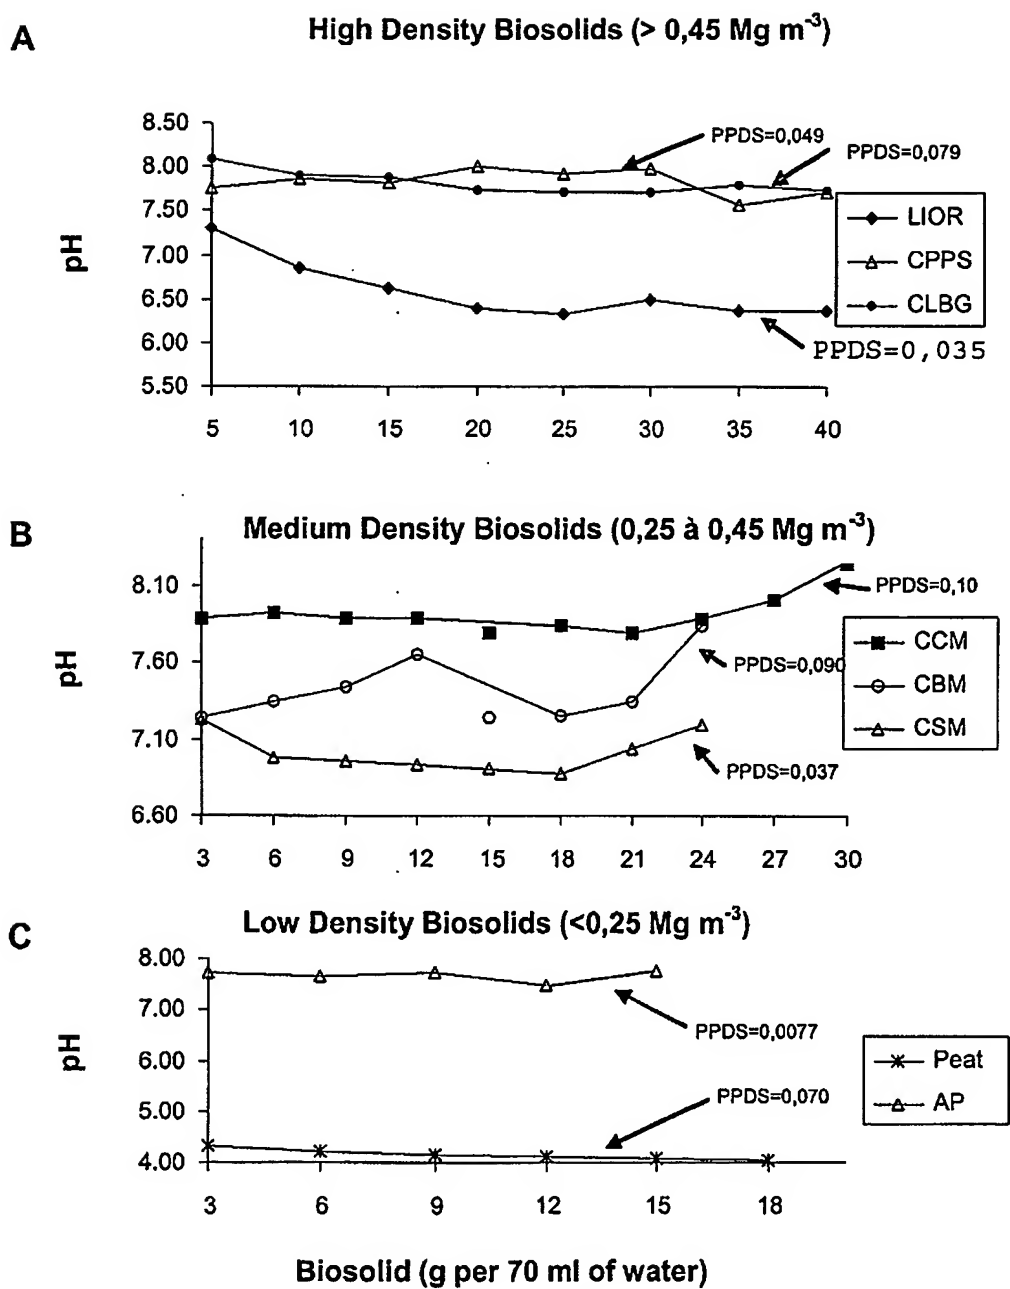 A
High Density Biosolids (> 0,45 Mg m-3)
8.50
8.00
7.50
7.00
6.50
6.00
5.50
pH
PPDS=0,049
PPDS=0,079
LIOR
CPPS
CLBG
PPDS=0,035
5 10 15 20 25 30 35 40
B
Medium Density Biosolids (0,25 à 0,45 Mg m-3)
8.10
7.60
7.10
6.60
pH
PPDS=0,10
PPDS=0,090
PPDS=0,037
CCM
CBM
CSM
3 6 9 12 15 18 21 24 27 30
C
Low Density Biosolids (<0,25 Mg m-3)
8.00
7.00
6.00
5.00
4.00
pH
PPDS=0,0077
PPDS=0,070
Peat
AP
3 6 9 12 15 18
Biosolid (g per 70 ml of water)